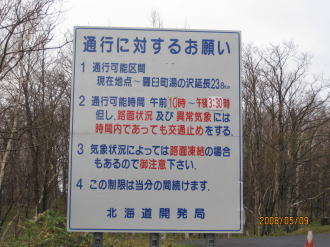 通行に対するお願い
1 通行可能区間
現在地点~羅臼町湯の沢延長23.8Km
2 通行可能時間 午前10時~午後3:30時
但し、路面状況及び異常気象には
時間内であっても交通止めをする。
3 気象状況によっては路面凍結の場合
もあるので御注意下さい。
4 この制限は当分の間続けます。
北海道開発局
2008/05/09